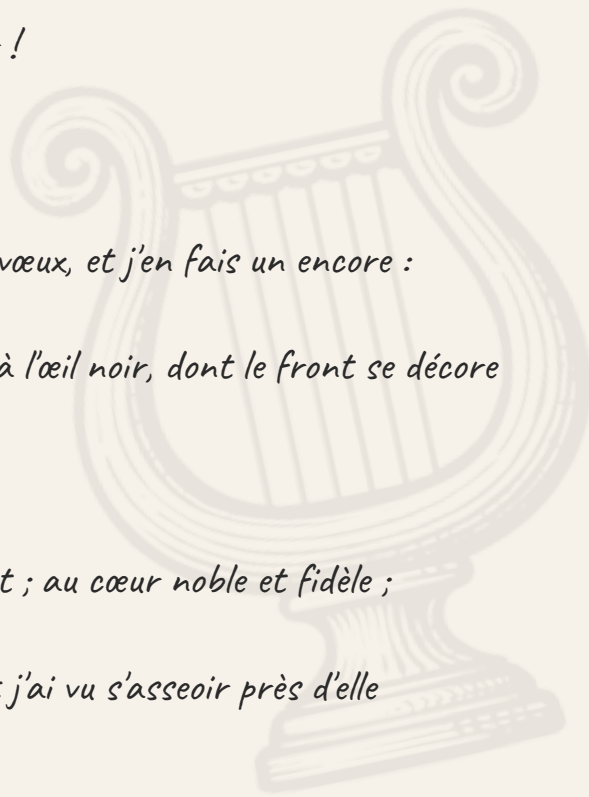 !
vœux, et j'en fais un encore :
à l'œil noir, dont le front se décore
; au cœur noble et fidèle ;
j'ai vu s'asseoir près d'elle